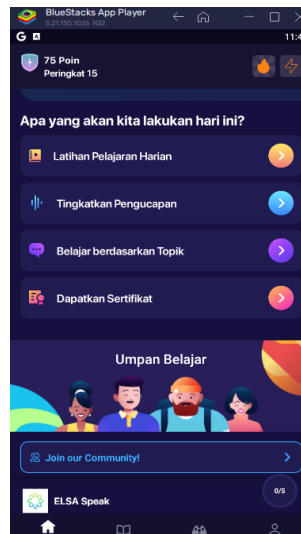 BlueStacks App Player
5.21.150.1026 N32
G
11:4
75 Poin
Peringkat 15
Apa yang akan kita lakukan hari ini?
Latihan Pelajaran Harian
Tingkatkan Pengucapan
Belajar berdasarkan Topik
Dapatkan Sertifikat
Umpan Belajar
Join our Community!
0/5
ELSA Speak